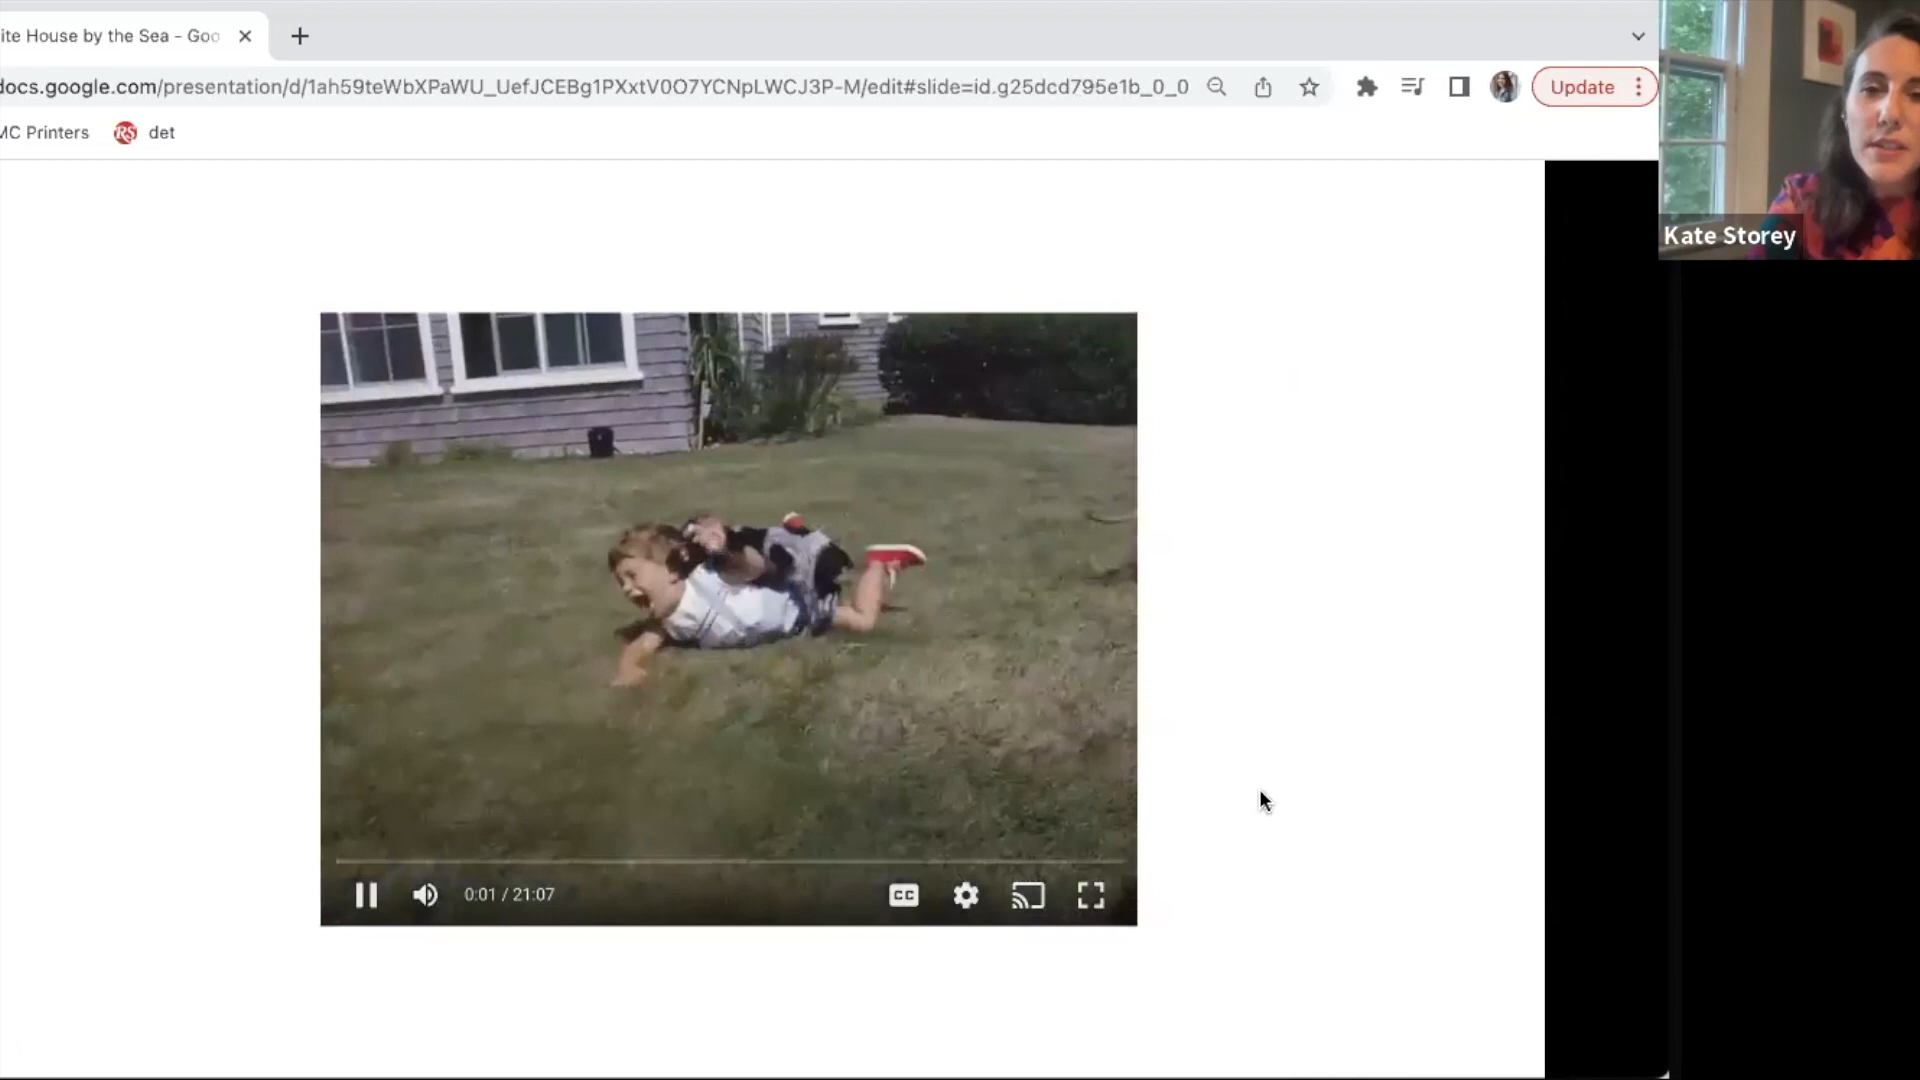 ite House by the Sea - Goo
docs.google.com/presentation/d/1ah59teWbXPaWU_UefJCEBg1PXxtV0O7YCNpLWCJ3P-M/edit#slide=id.g25dcd795e1b_0_0
Update
MC Printers
RS
det
Kate Storey
0:01 / 21:07
CC